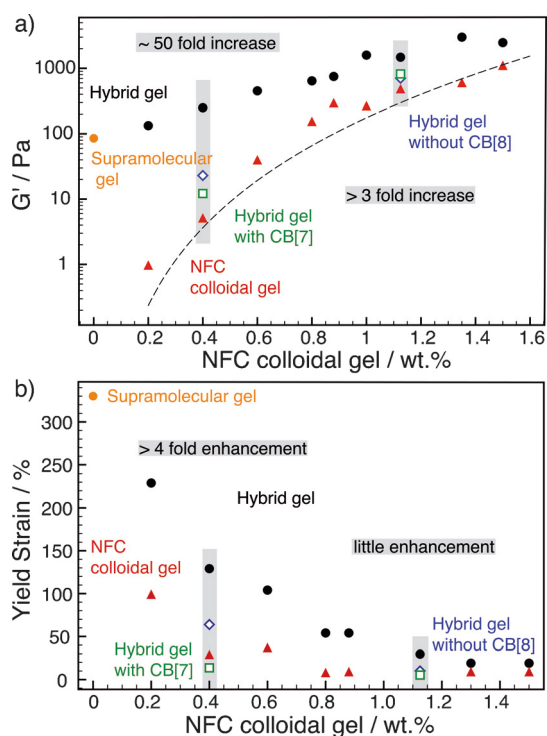 a)
~ 50 fold increase
1000
Hybrid gel
100
Supramolecular
gel
Hybrid gel
without CB[8]
G' / Pa
10
> 3 fold increase
Hybrid gel
with CB[7]
NFC
colloidal gel
1
0
0.2
0.4
0.6
0.8
1.0
1.2
1.4
1.6
NFC colloidal gel / wt.%
b)
Supramolecular gel
300
> 4 fold enhancement
250
Hybrid gel
200
NFC
colloidal gel
little enhancement
150
Yield Strain / %
100
50
Hybrid gel
with CB[7]
Hybrid gel
without CB[8]
0
0
0.2
0.4
0.6
0.8
1.0
1.2
1.4
NFC colloidal gel / wt.%